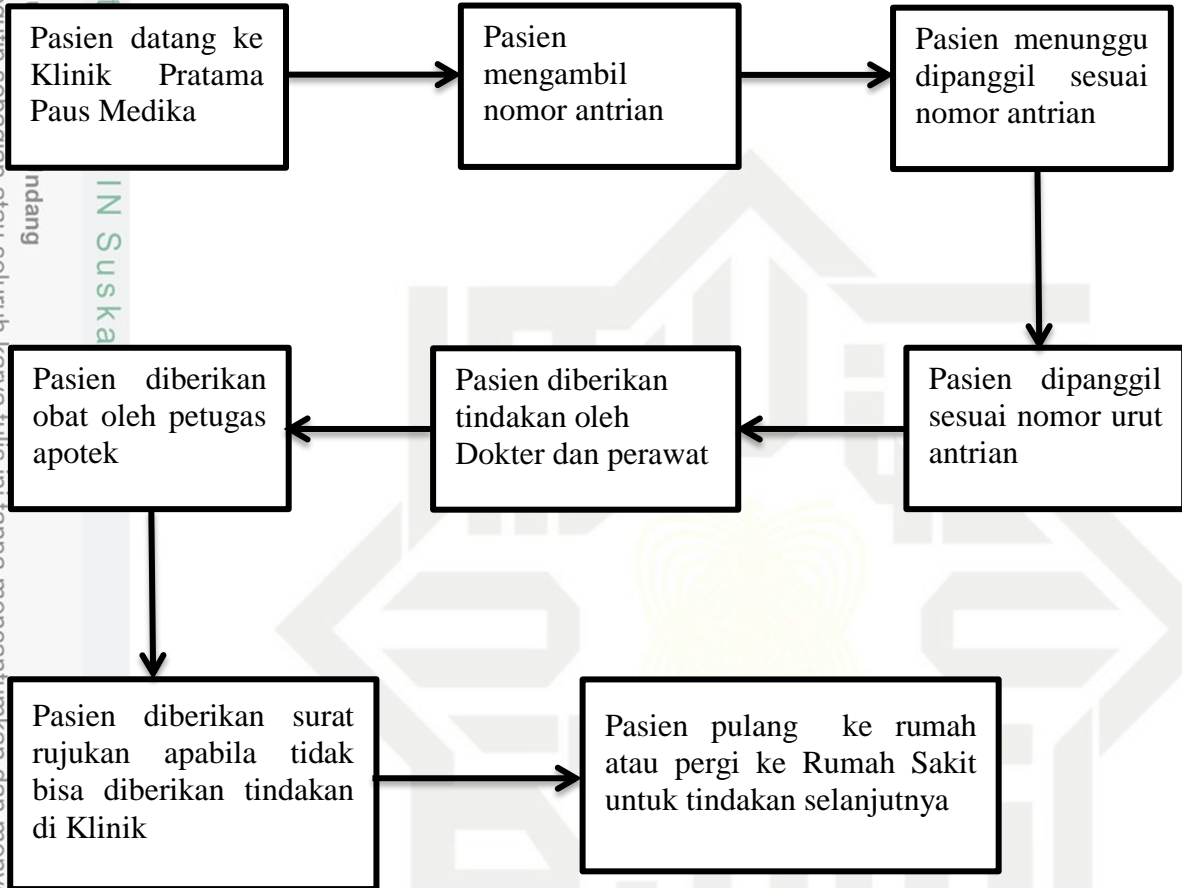 Pasien datang ke
Klinik Pratama
Paus Medika
Pasien
mengambil
nomor antrian
Pasien menunggu
dipanggil sesuai
nomor antrian
Pasien dipanggil
sesuai nomor urut
antrian
Pasien diberikan
tindakan oleh
Dokter dan perawat
Pasien diberikan
obat oleh petugas
apotek
Pasien diberikan surat
rujukan apabila tidak
bisa diberikan tindakan
di Klinik
Pasien pulang ke rumah
atau pergi ke Rumah Sakit
untuk tindakan selanjutnya
IN Suska
ndang